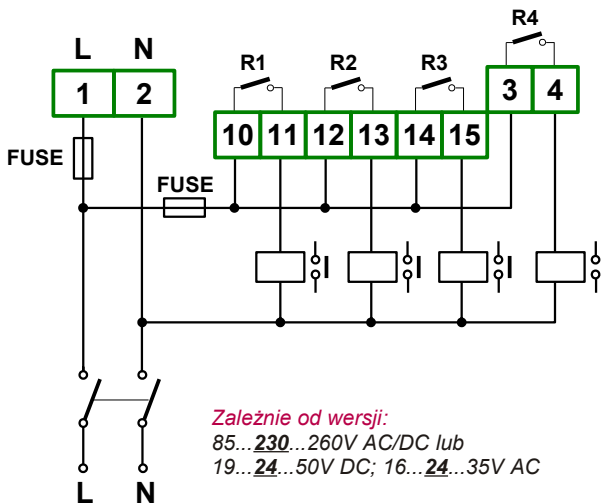 R4
L N
R1 R2 R3
1 2
3 4
10 11 12 13 14 15
FUSE
FUSE
Zależnie od wersji:
85...230...260V AC/DC lub
19...24...50V DC; 16...24...35V AC
L N